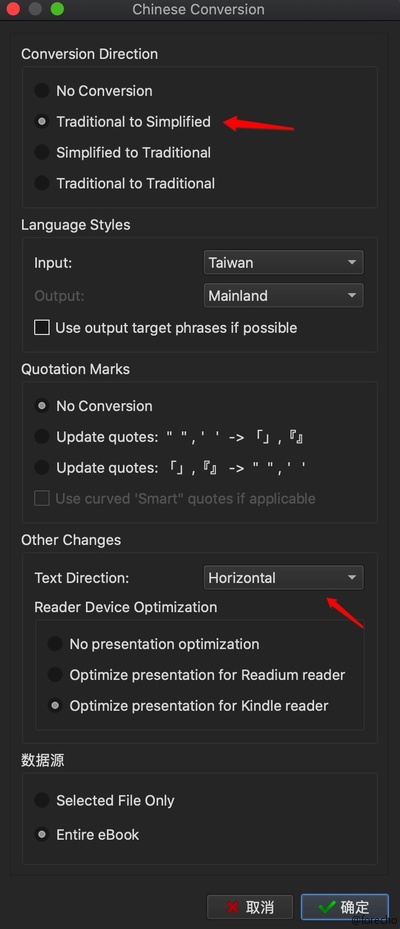 Chinese Conversion
Conversion Direction
No Conversion
Traditional to Simplified
Simplified to Traditional
Traditional to Traditional
Language Styles
Input: Taiwan
Output: Mainland
Use output target phrases if possible
Quotation Marks
No Conversion
Update quotes: " ", ' ' -> 「」,『』
Update quotes: 「」,『』 -> " ", ' '
Use curved 'Smart" quotes if applicable
Other Changes
Text Direction: Horizontal
Reader Device Optimization
No presentation optimization
Optimize presentation for Readium reader
Optimize presentation for Kindle reader
数据源
Selected File Only
Entire eBook
取消 确定